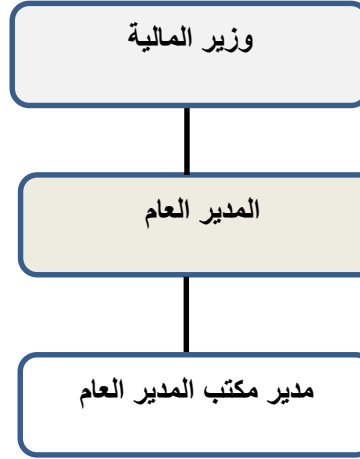 وزير المالية
المدير العام
مدير مكتب المدير العام